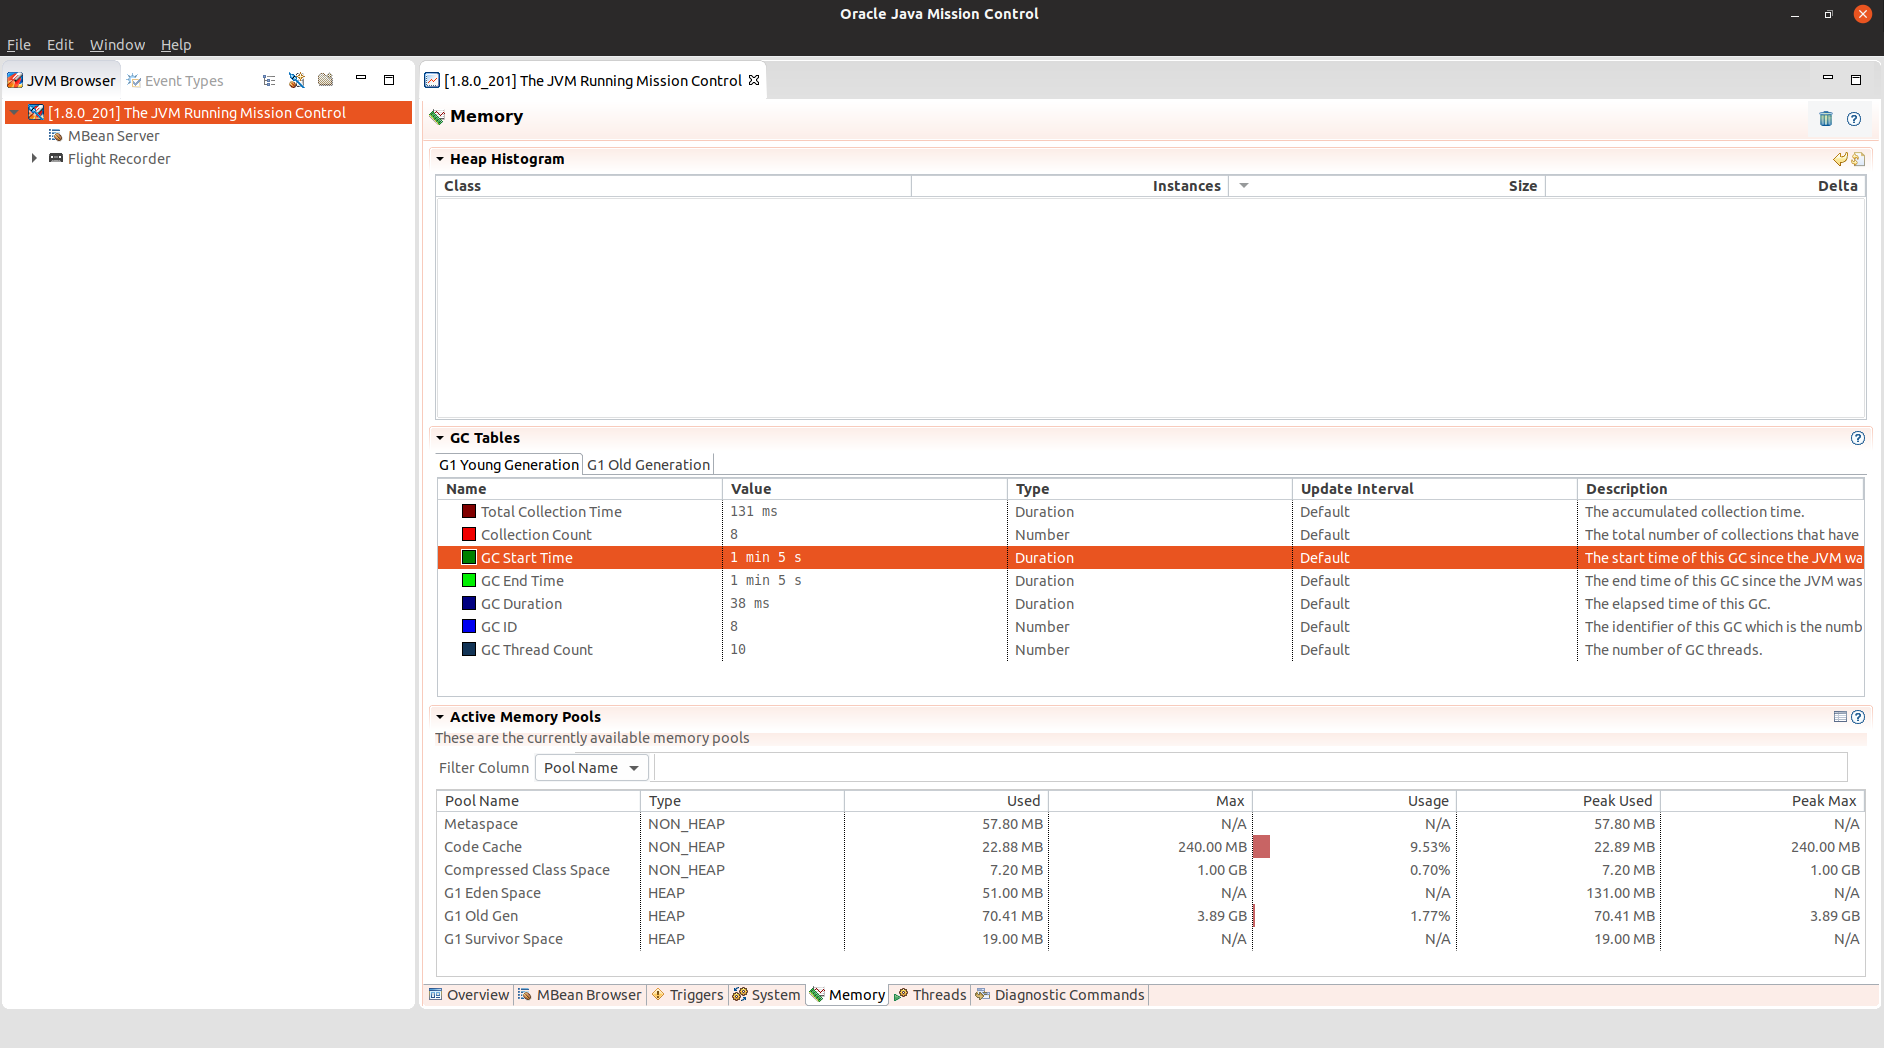 Oracle Java Mission Control
File Edit Window Help
JVM Browser Event Types
[1.8.0_201] The JVM Running Mission Control
MBean Server
Flight Recorder
[1.8.0_201] The JVM Running Mission Control
Memory
Heap Histogram
Class Instances Size Delta
GC Tables
G1 Young Generation G1 Old Generation
Name Value Type Update Interval Description
Total Collection Time 131 ms Duration Default The accumulated collection time.
Collection Count 8 Number Default The total number of collections that have
GC Start Time 1 min 5 s Duration Default The start time of this GC since the JVM wa
GC End Time 1 min 5 s Duration Default The end time of this GC since the JVM was
GC Duration 38 ms Duration Default The elapsed time of this GC.
GC ID 8 Number Default The identifier of this GC which is the numb
GC Thread Count 10 Number Default The number of GC threads.
Active Memory Pools
These are the currently available memory pools
Filter Column Pool Name
Pool Name Type Used Max Usage Peak Used Peak Max
Metaspace NON_HEAP 57.80 MB N/A N/A 57.80 MB N/A
Code Cache NON_HEAP 22.88 MB 240.00 MB 9.53% 22.89 MB 240.00 MB
Compressed Class Space NON_HEAP 7.20 MB 1.00 GB 0.70% 7.20 MB 1.00 GB
G1 Eden Space HEAP 51.00 MB N/A N/A 131.00 MB N/A
G1 Old Gen HEAP 70.41 MB 3.89 GB 1.77% 70.41 MB 3.89 GB
G1 Survivor Space HEAP 19.00 MB N/A N/A 19.00 MB N/A
Overview MBean Browser Triggers System Memory Threads Diagnostic Commands